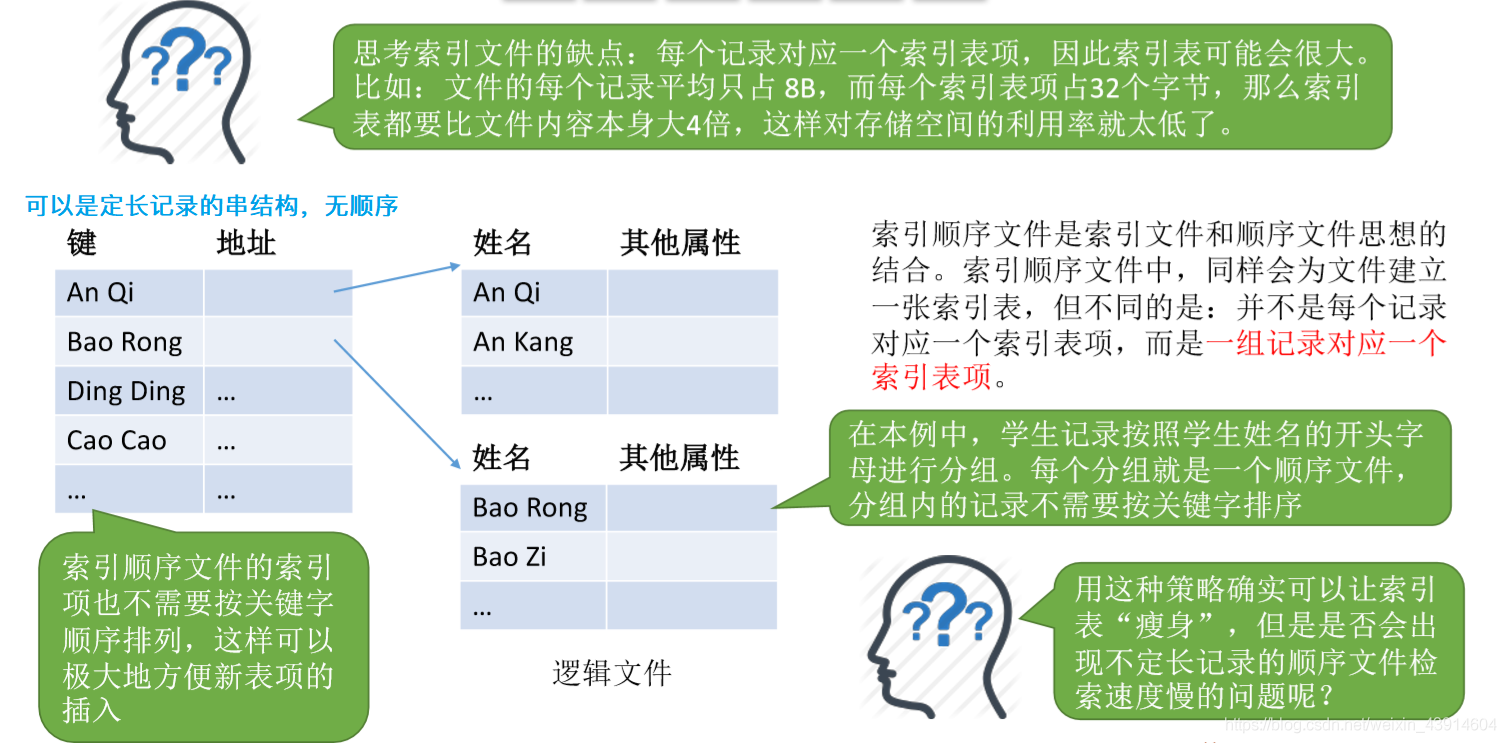 ???
思考索引文件的缺点：每个记录对应一个索引表项，因此索引表可能会很大。
比如：文件的每个记录平均只占 8B，而每个索引表项占32个字节，那么索引
表都要比文件内容本身大4倍，这样对存储空间的利用率就太低了。
可以是定长记录的串结构，无顺序
键 地址
An Qi
Bao Rong
Ding Ding ...
Cao Cao ...
... ...
索引顺序文件的索引
项也不需要按关键字
顺序排列，这样可以
极大地方便新表项的
插入
姓名 其他属性
An Qi
An Kang
...
姓名 其他属性
Bao Rong
Bao Zi
...
逻辑文件
索引顺序文件是索引文件和顺序文件思想的
结合。索引顺序文件中，同样会为文件建立
一张索引表，但不同的是：并不是每个记录
对应一个索引表项，而是一组记录对应一个
索引表项。
在本例中，学生记录按照学生姓名的开头字
母进行分组。每个分组就是一个顺序文件，
分组内的记录不需要按关键字排序
???
用这种策略确实可以让索引
表“瘦身”，但是是否会出
现不定长记录的顺序文件检
索速度慢的问题呢？
https://blog.csdn.net/weixin_43914604